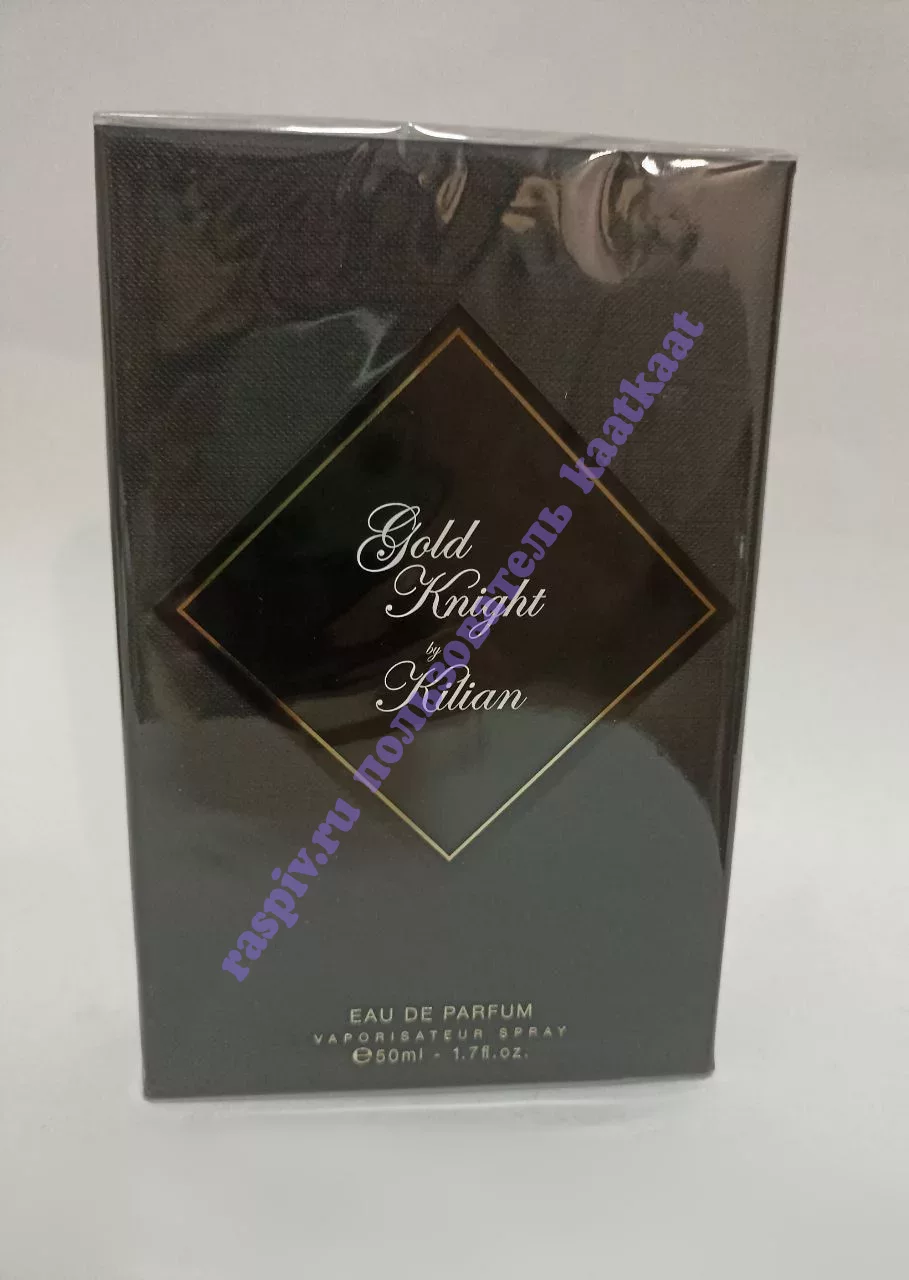 Gold
Knight
by
Kilian
raspiv.ru пользователь kaatkaat
EAU DE PARFUM
VAPORISATEUR SPRAY
℮50ml - 1.7fl.oz.